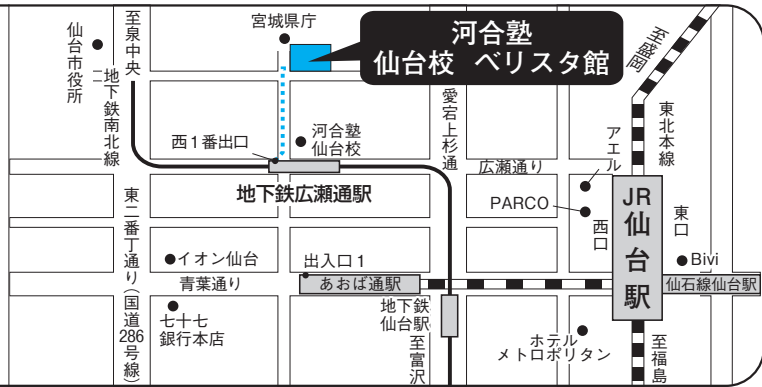 至泉中央
仙台市役所
地下鉄南北線
宮城県庁
河合塾
仙台校 ベリスタ館
至盛岡
東北本線
愛宕上杉通
西1番出口
河合塾
仙台校
広瀬通り
アエル
地下鉄広瀬通駅
PARCO
西口
JR
仙台駅
東口
東二番丁通り(国道286号線)
イオン仙台
青葉通り
出入口1
あおば通駅
Bivi
仙石線仙台駅
七十七
銀行本店
地下鉄
仙台駅
至富沢
ホテル
メトロポリタン
至福島